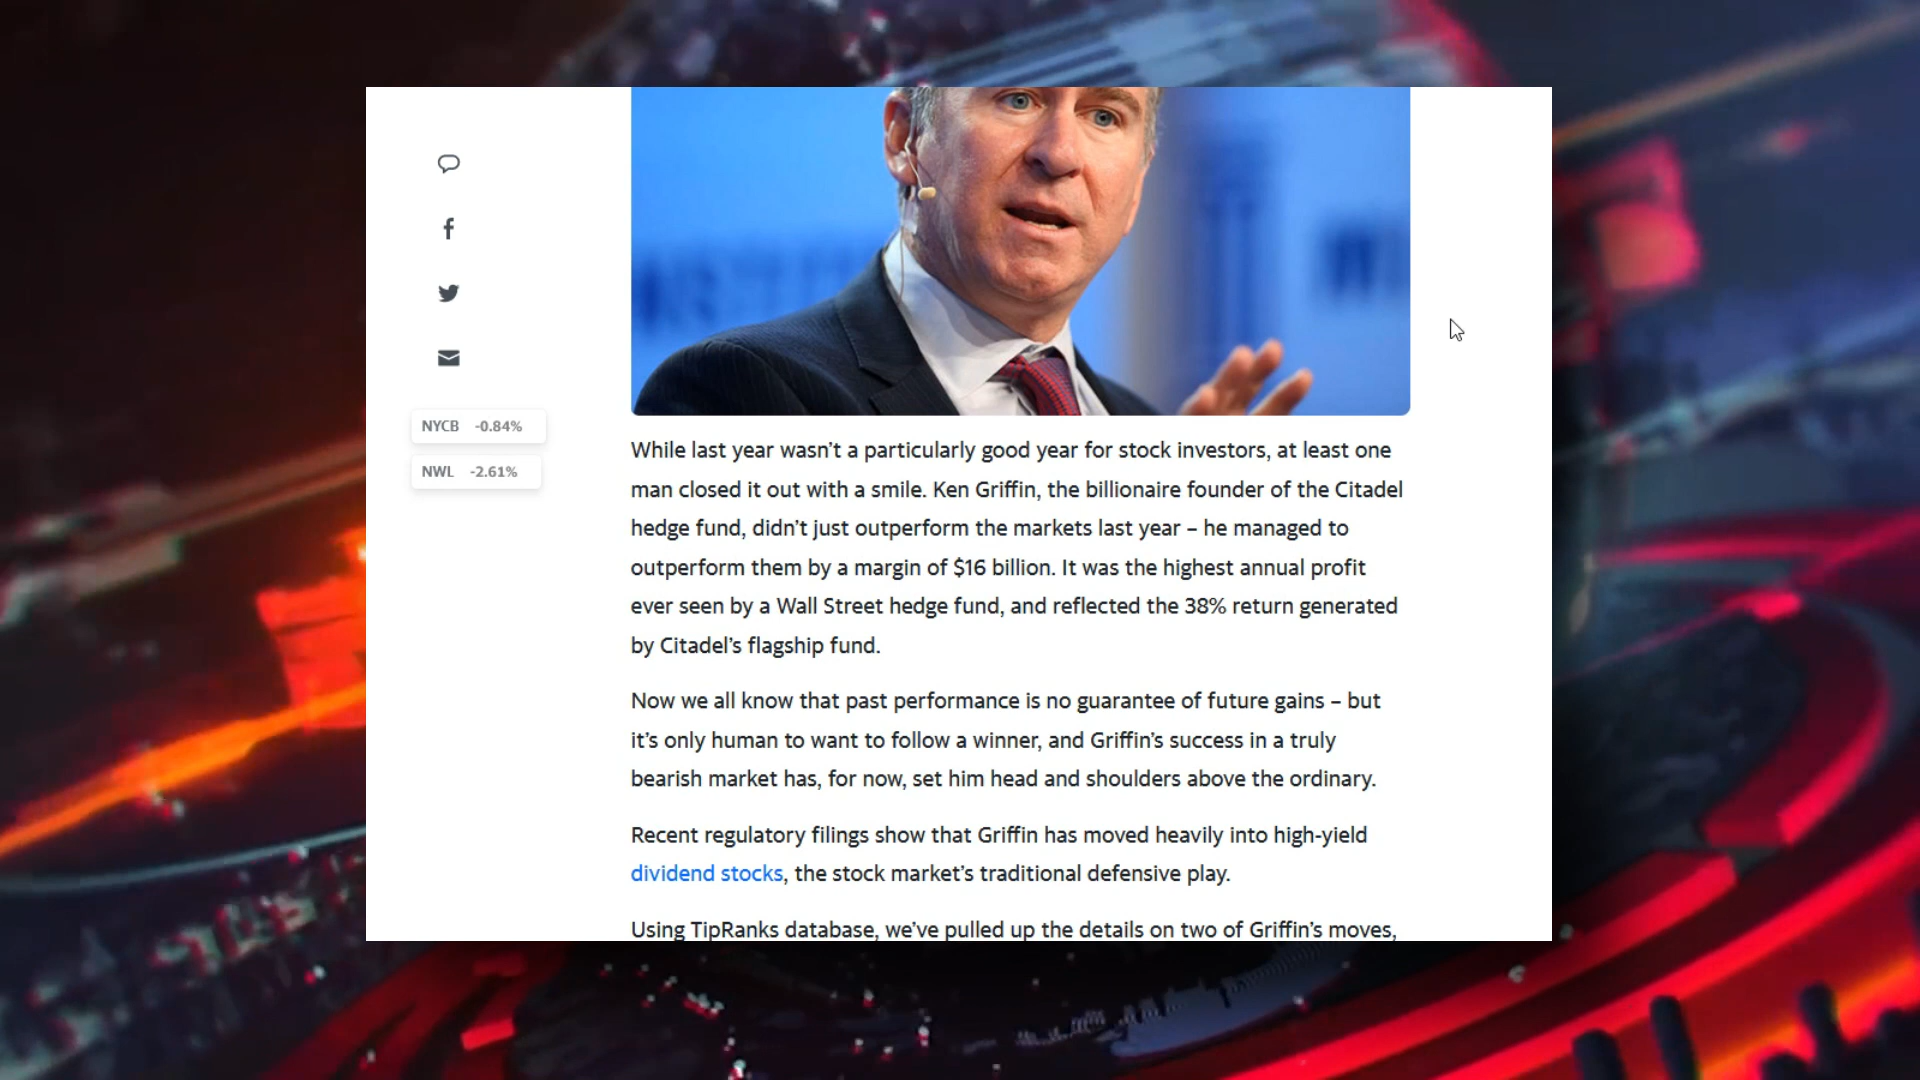 NYCB -0.84%
NWL -2.61%
While last year wasn't a particularly good year for stock investors, at least one
man closed it out with a smile. Ken Griffin, the billionaire founder of the Citadel
hedge fund, didn't just outperform the markets last year – he managed to
outperform them by a margin of $16 billion. It was the highest annual profit
ever seen by a Wall Street hedge fund, and reflected the 38% return generated
by Citadel's flagship fund.
Now we all know that past performance is no guarantee of future gains – but
it's only human to want to follow a winner, and Griffin's success in a truly
bearish market has, for now, set him head and shoulders above the ordinary.
Recent regulatory filings show that Griffin has moved heavily into high-yield
dividend stocks, the stock market's traditional defensive play.
Using TipRanks database, we've pulled up the details on two of Griffin's moves,